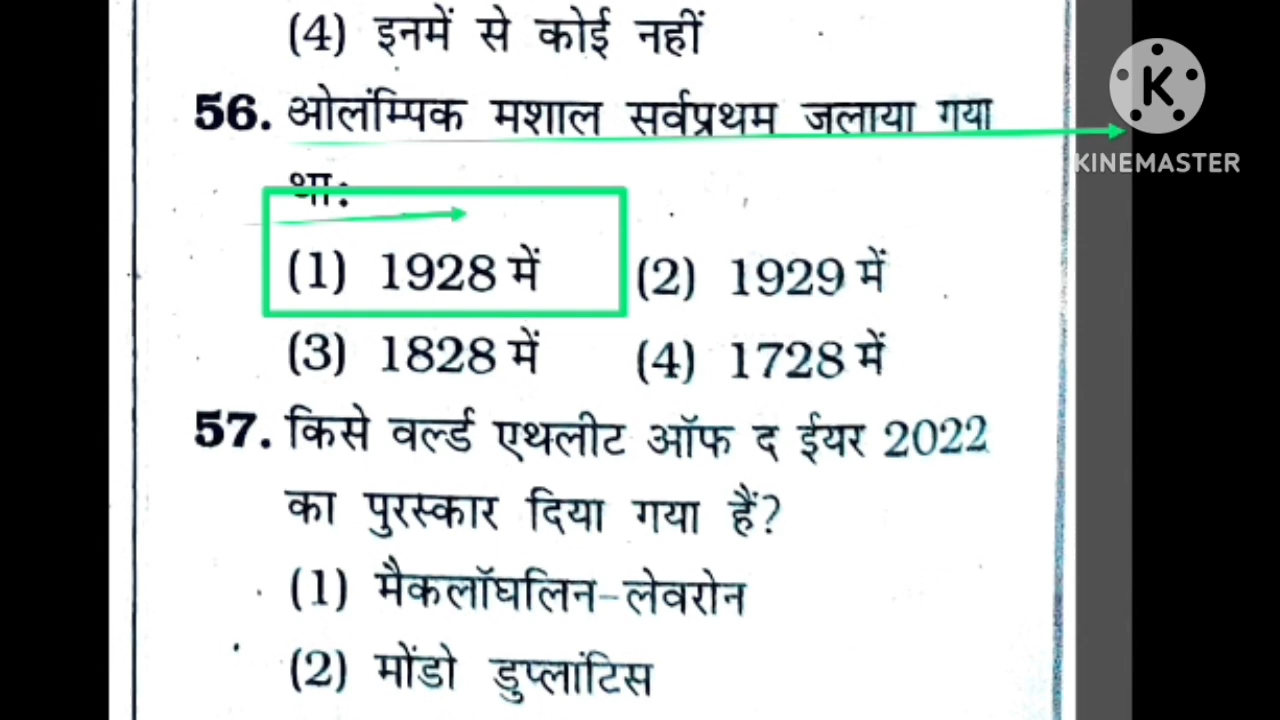 (4) इनमें से कोई नहीं
56. ओलंम्पिक मशाल सर्वप्रथम जलाया गया
था:
(1) 1928 में (2) 1929 में
(3) 1828 में (4) 1728 में
57. किसे वर्ल्ड एथलीट ऑफ द ईयर 2022
का पुरस्कार दिया गया हैं?
(1) मैकलॉघलिन-लेवरोन
(2) मोंडो डुप्लांटिस
K
KINEMASTER